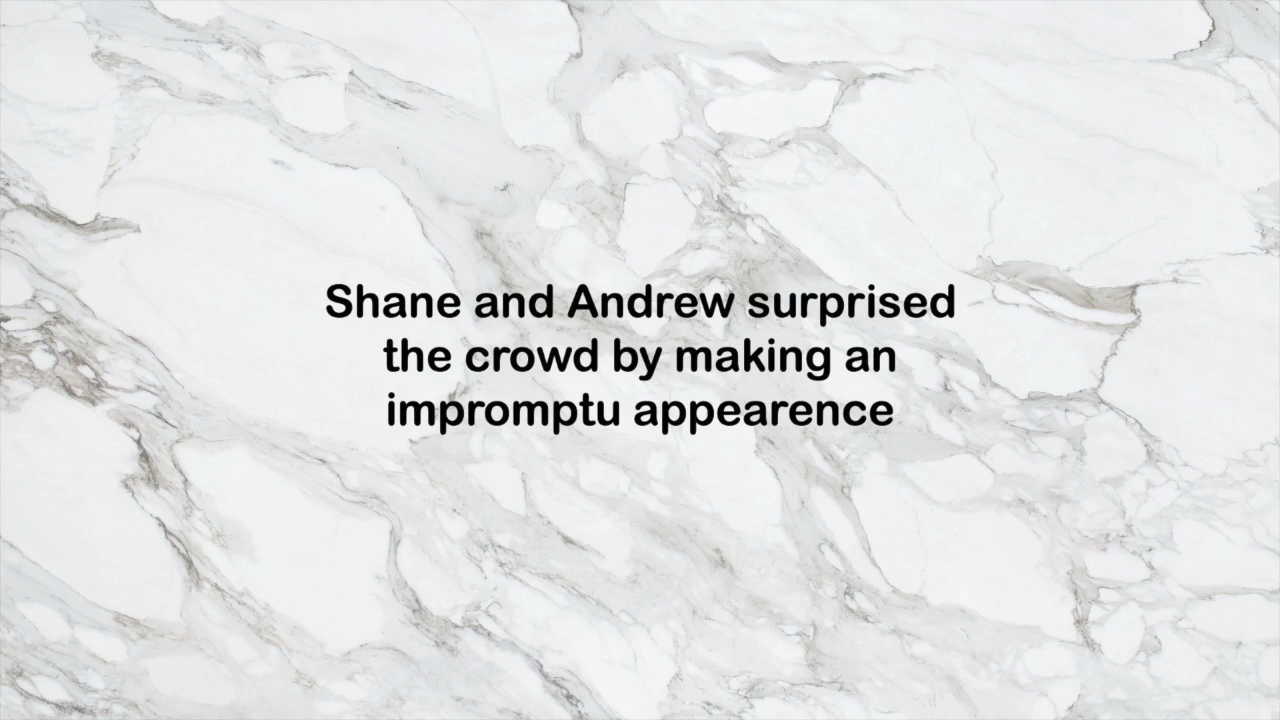 Shane and Andrew surprised
the crowd by making an
impromptu appearence